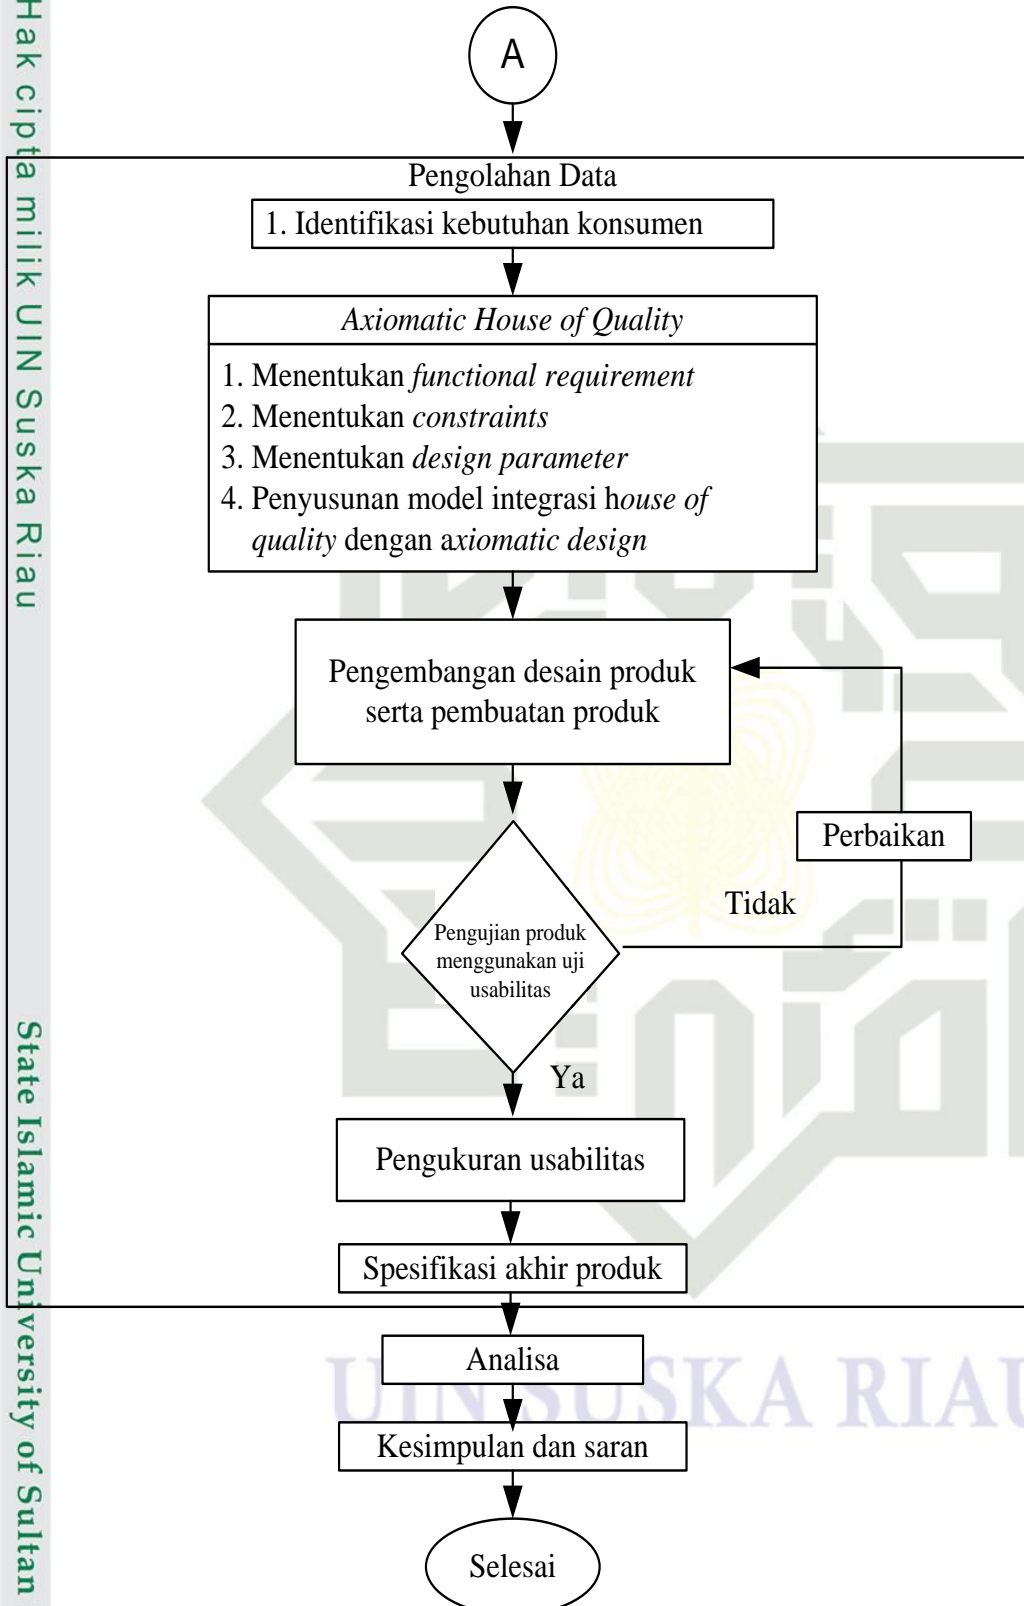 Hak cipta milik UIN Suska Riau
State Islamic University of Sultan
A
Pengolahan Data
1. Identifikasi kebutuhan konsumen
Axiomatic House of Quality
1. Menentukan functional requirement
2. Menentukan constraints
3. Menentukan design parameter
4. Penyusunan model integrasi house of
quality dengan axiomatic design
Pengembangan desain produk
serta pembuatan produk
Perbaikan
Tidak
Pengujian produk
menggunakan uji
usabilitas
Ya
Pengukuran usabilitas
Spesifikasi akhir produk
Analisa
UIN SUSKA RIAU
Kesimpulan dan saran
Selesai